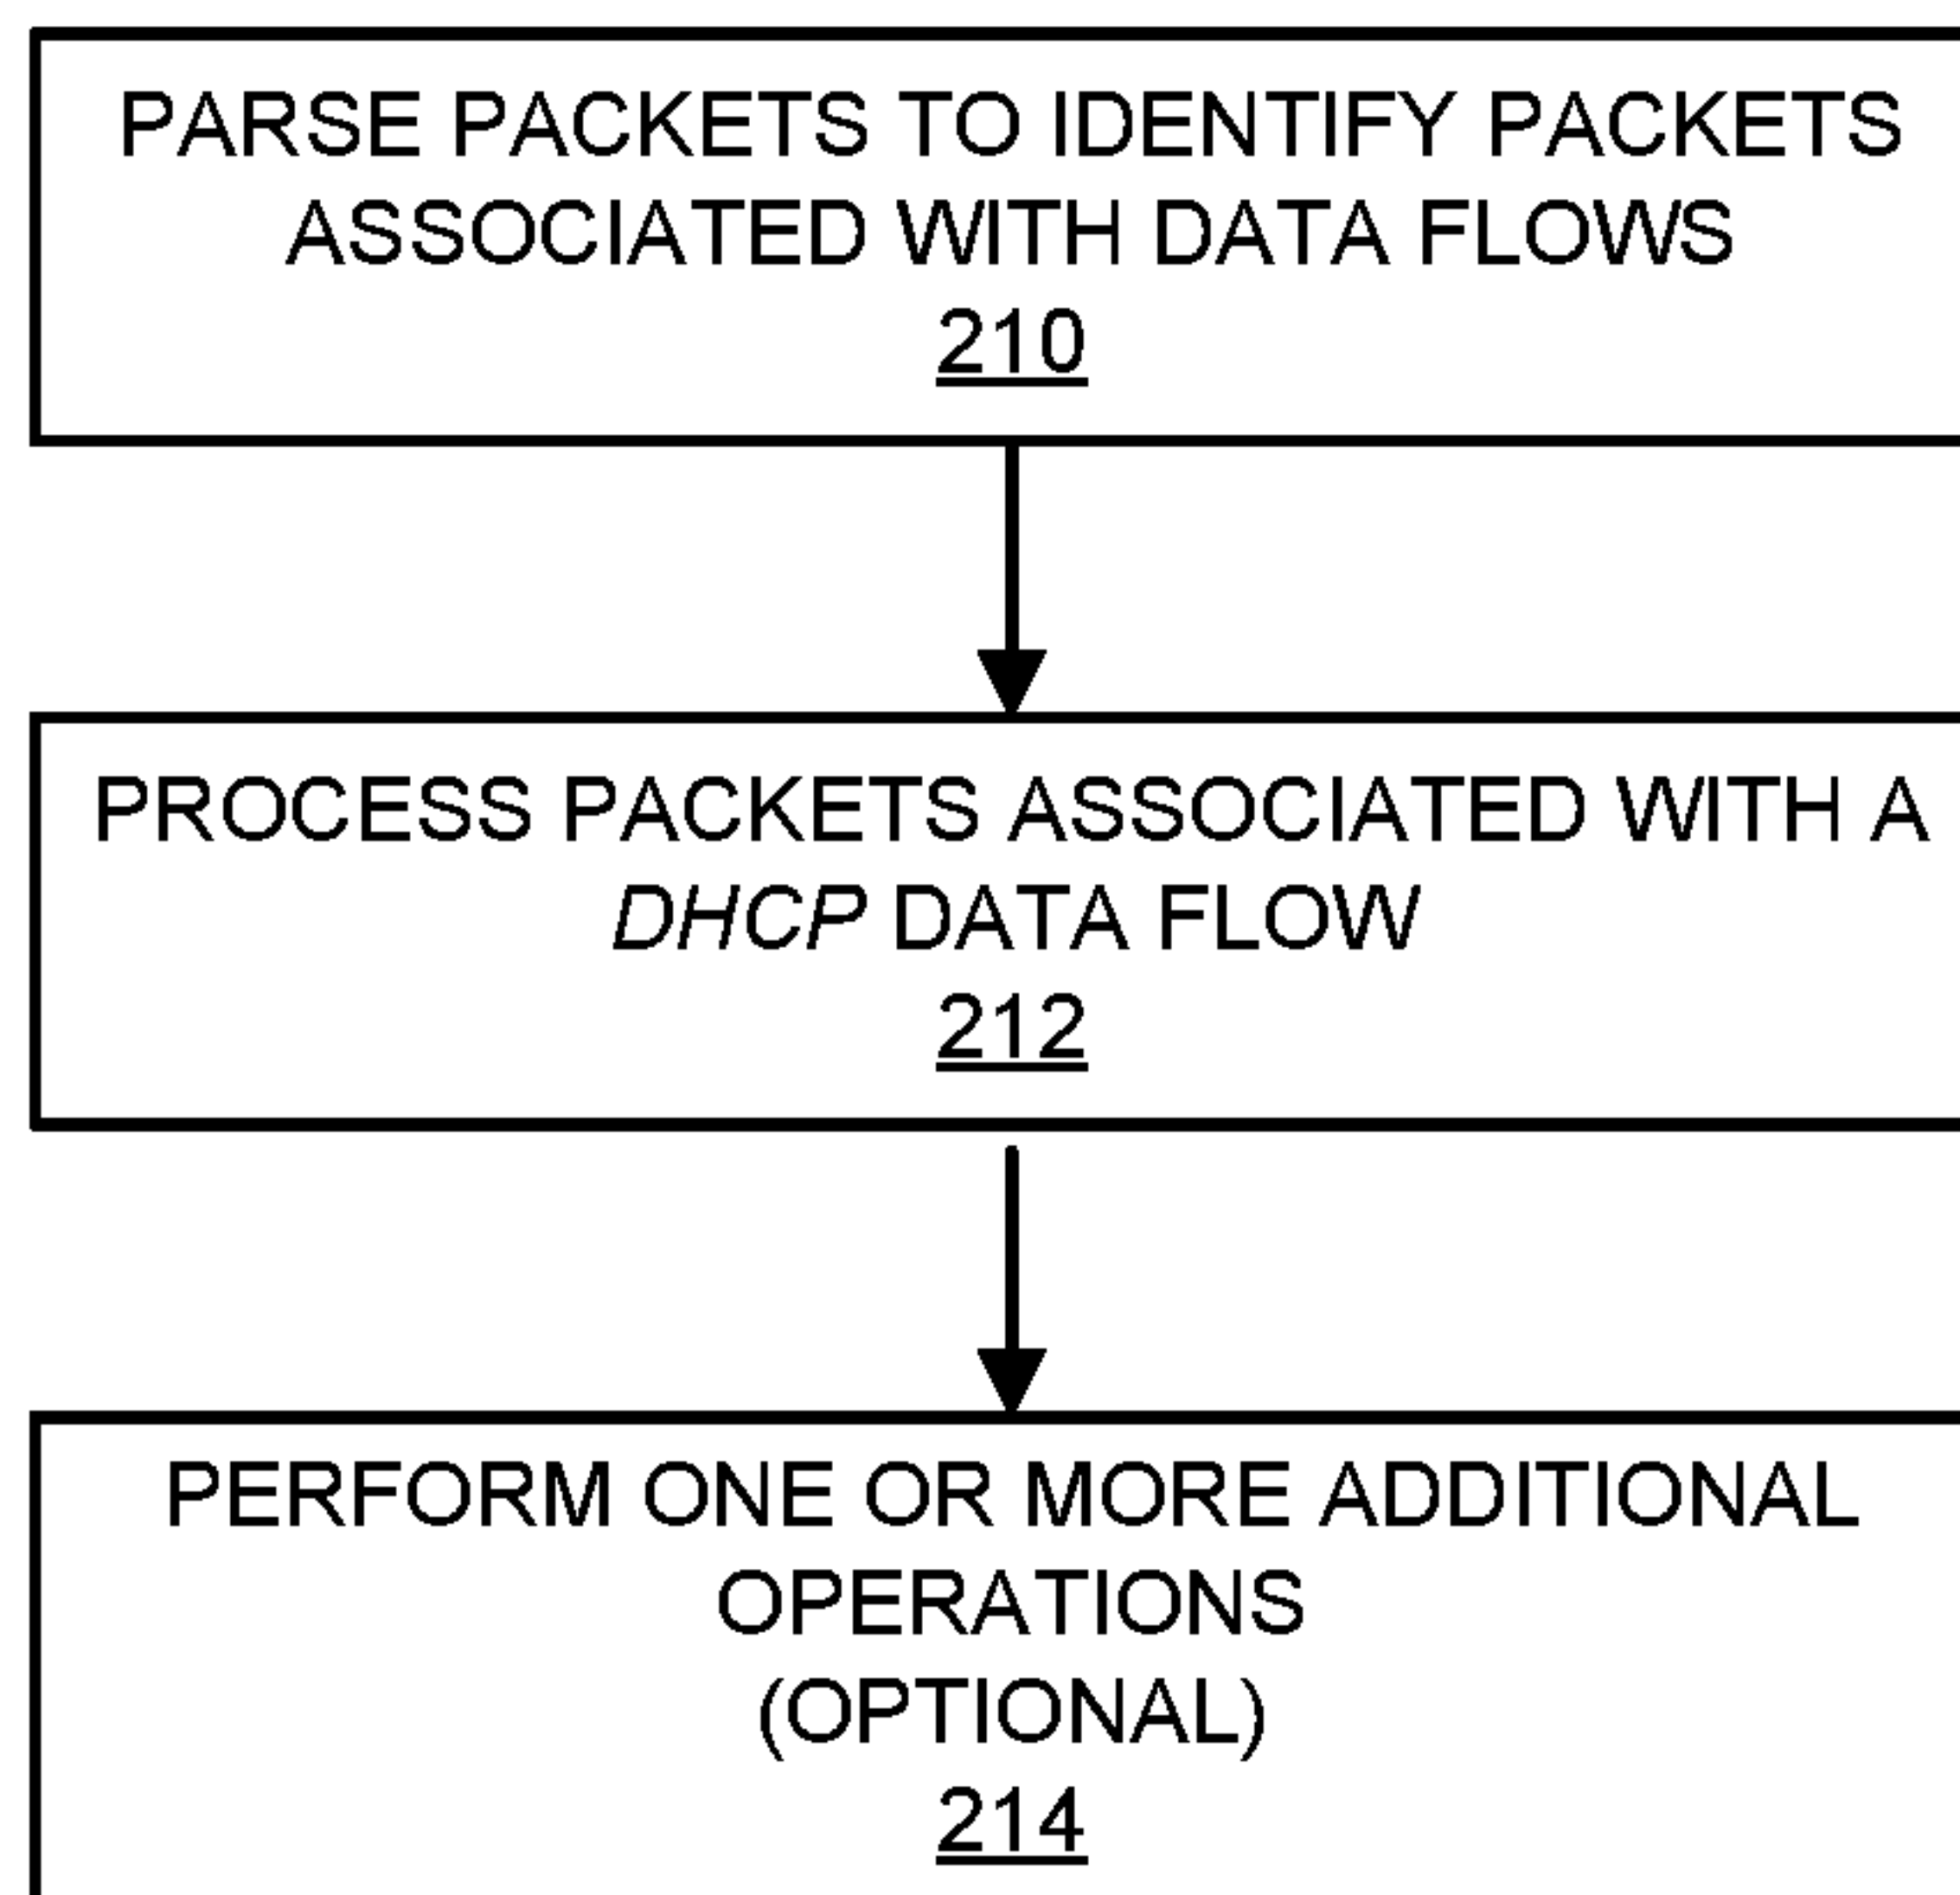 PARSE PACKETS TO IDENTIFY PACKETS
ASSOCIATED WITH DATA FLOWS
210
PROCESS PACKETS ASSOCIATED WITH A
DHCP DATA FLOW
212
PERFORM ONE OR MORE ADDITIONAL
OPERATIONS
(OPTIONAL)
214